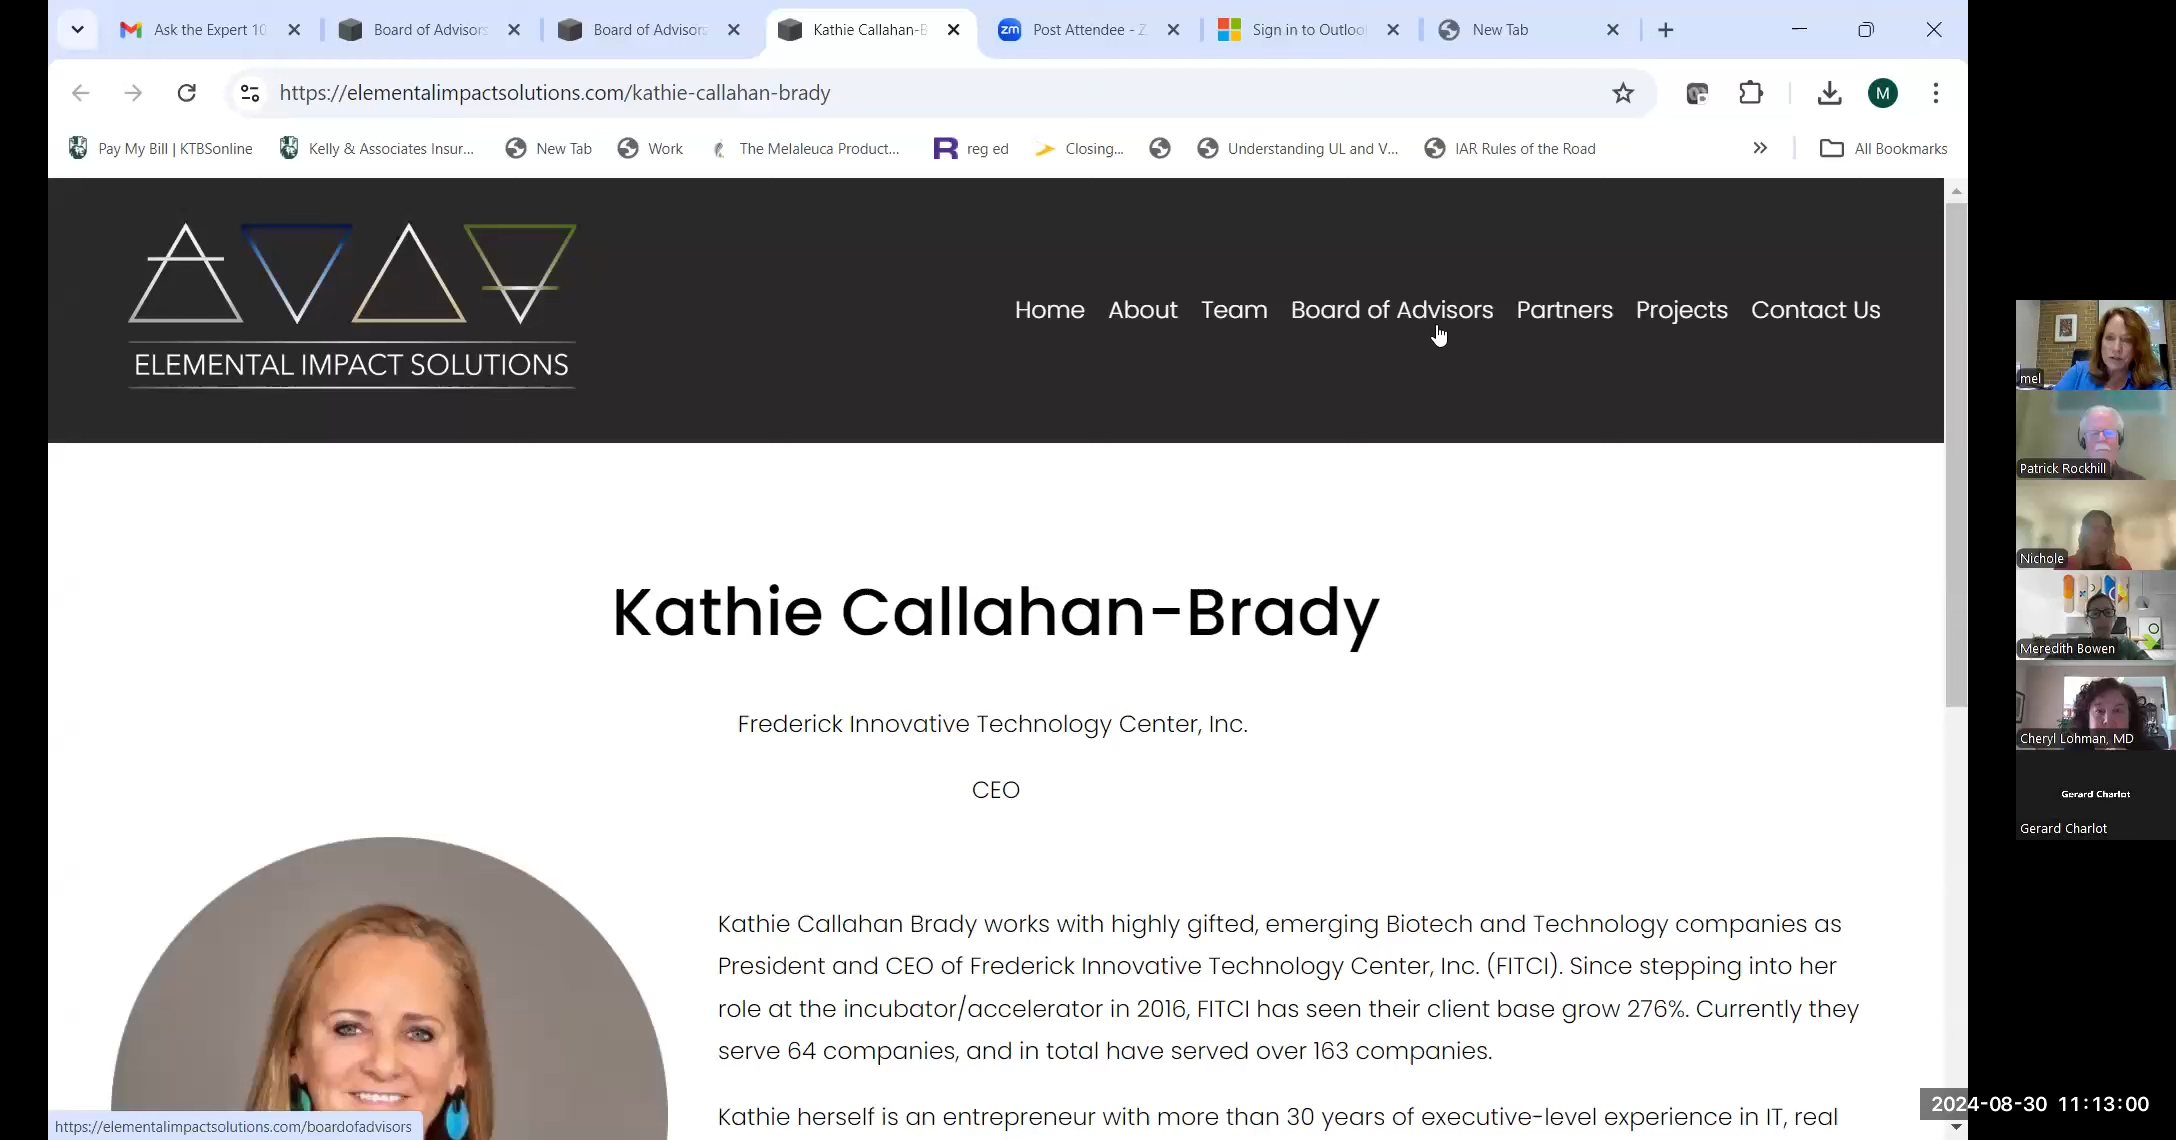 Ask the Expert 10
Board of Advisors
Board of Advisors
Kathie Callahan-B
zm
Post Attendee - Z
Sign in to Outloo
New Tab
https://elementalimpactsolutions.com/kathie-callahan-brady
M
Pay My Bill | KTBSonline
Kelly & Associates Insur...
New Tab
Work
The Melaleuca Product...
R
reg ed
Closing...
Understanding UL and V...
IAR Rules of the Road
All Bookmarks
ELEMENTAL IMPACT SOLUTIONS
Home
About
Team
Board of Advisors
Partners
Projects
Contact Us
Kathie Callahan-Brady
Frederick Innovative Technology Center, Inc.
CEO
Kathie Callahan Brady works with highly gifted, emerging Biotech and Technology companies as
President and CEO of Frederick Innovative Technology Center, Inc. (FITCI). Since stepping into her
role at the incubator/accelerator in 2016, FITCI has seen their client base grow 276%. Currently they
serve 64 companies, and in total have served over 163 companies.
Kathie herself is an entrepreneur with more than 30 years of executive-level experience in IT, real
https://elementalimpactsolutions.com/boardofadvisors
mel
Patrick Rockhill
Nichole
Meredith Bowen
Cheryl Lohman, MD
Gerard Charlot
Gerard Charlot
2024-08-30 11:13:00